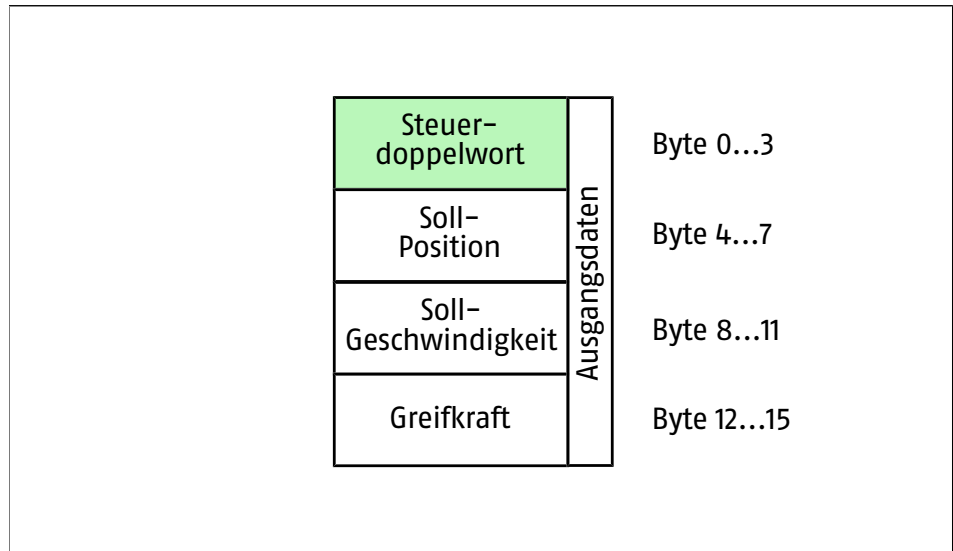 Steuer-
doppelwort
Byte 0...3
Soll-
Position
Byte 4...7
Soll-
Geschwindigkeit
Byte 8...11
Greifkraft
Byte 12...15
Ausgangsdaten